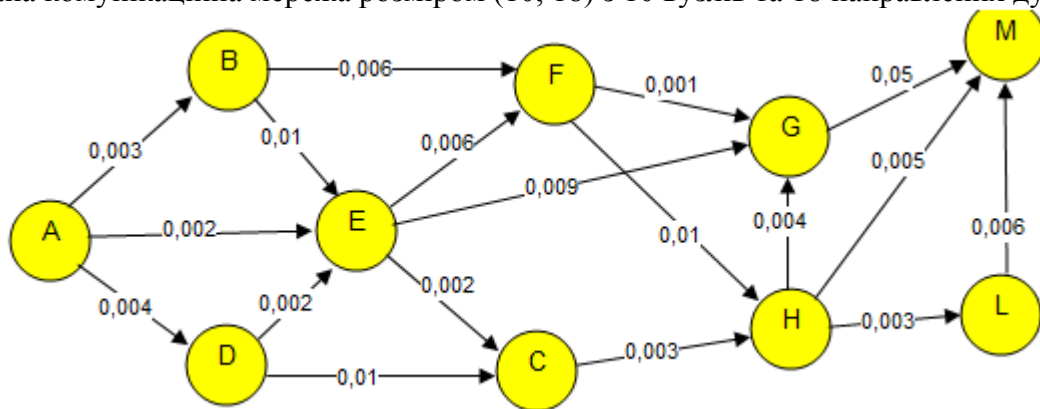 на комунікаційна мережа розміром (10, 18) з 10 вузлів та 18 направлених ду
M
B
F
0,006
0,001
0,05
G
0,01
0,003
0,006
0,005
0,009
E
A
0,002
0,004
0,01
0,006
0,002
0,002
0,004
H
L
0,003
D
C
0,003
0,01